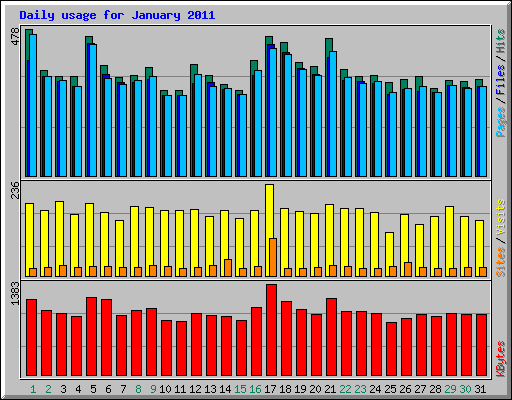 Daily usage for January 2011
478
Pages / Files / Hits
236
Sites / Visits
1383
KBytes
1 2 3 4 5 6 7 8 9 10 11 12 13 14 15 16 17 18 19 20 21 22 23 24 25 26 27 28 29 30 31